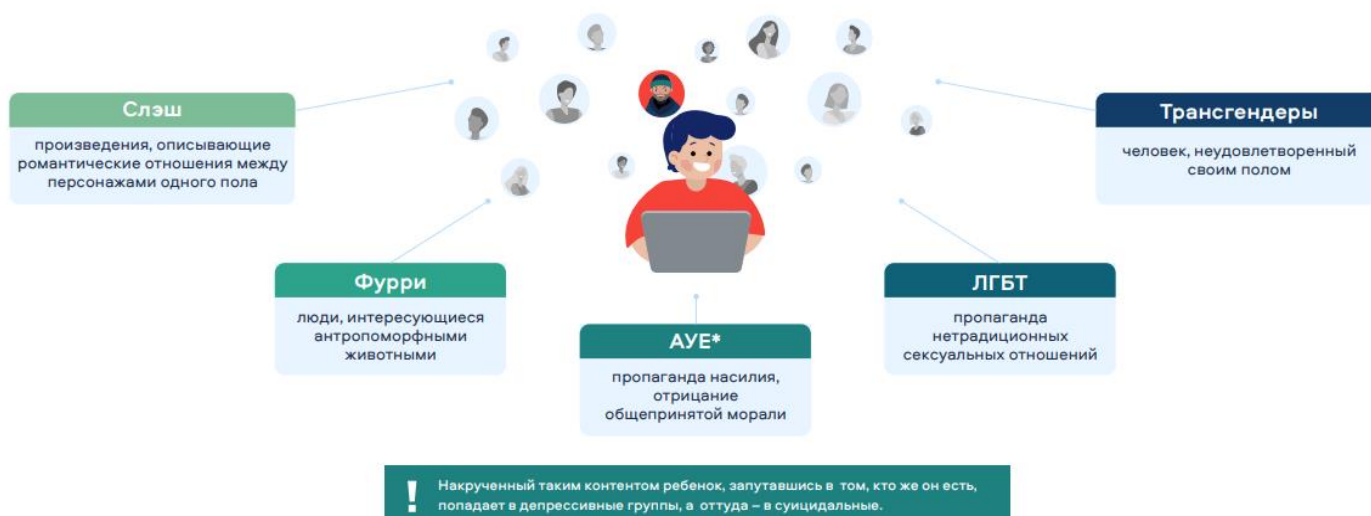 Слэш
произведения, описывающие
романтические отношения между
персонажами одного пола
Трансгендеры
человек, неудовлетворенный
своим полом
Фурри
люди, интересующиеся
антропоморфными
животными
АУЕ*
пропаганда насилия,
отрицание
общепринятой морали
ЛГБТ
пропаганда
нетрадиционных
сексуальных отношений
! Накрученный таким контентом ребенок, запутавшись в том, кто же он есть,
попадает в депрессивные группы, а оттуда – в суицидальные.